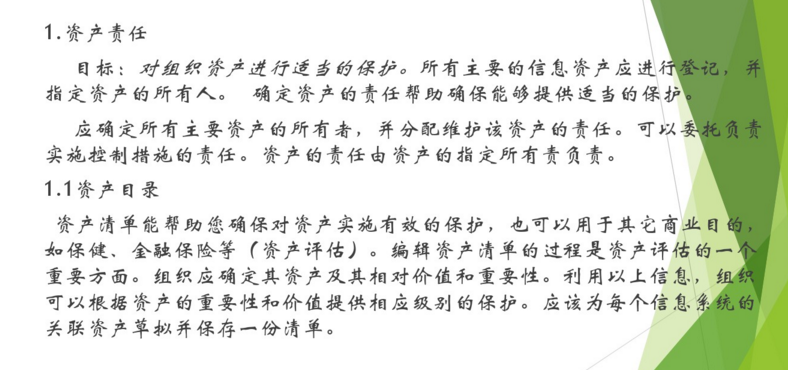 1.资产责任
目标：对组织资产进行适当的保护。所有主要的信息资产应进行登记，并
指定资产的所有人。 确定资产的责任帮助确保能够提供适当的保护。
应确定所有主要资产的所有者，并分配维护该资产的责任。可以委托负责
实施控制措施的责任。资产的责任由资产的指定所有责负责。
1.1资产目录
资产清单能帮助您确保对资产实施有效的保护，也可以用于其它商业目的，
如保健、金融保险等（资产评估）。编辑资产清单的过程是资产评估的一个
重要方面。组织应确定其资产及其相对价值和重要性。利用以上信息，组织
可以根据资产的重要性和价值提供相应级别的保护。应该为每个信息系统的
关联资产草拟并保存一份清单。